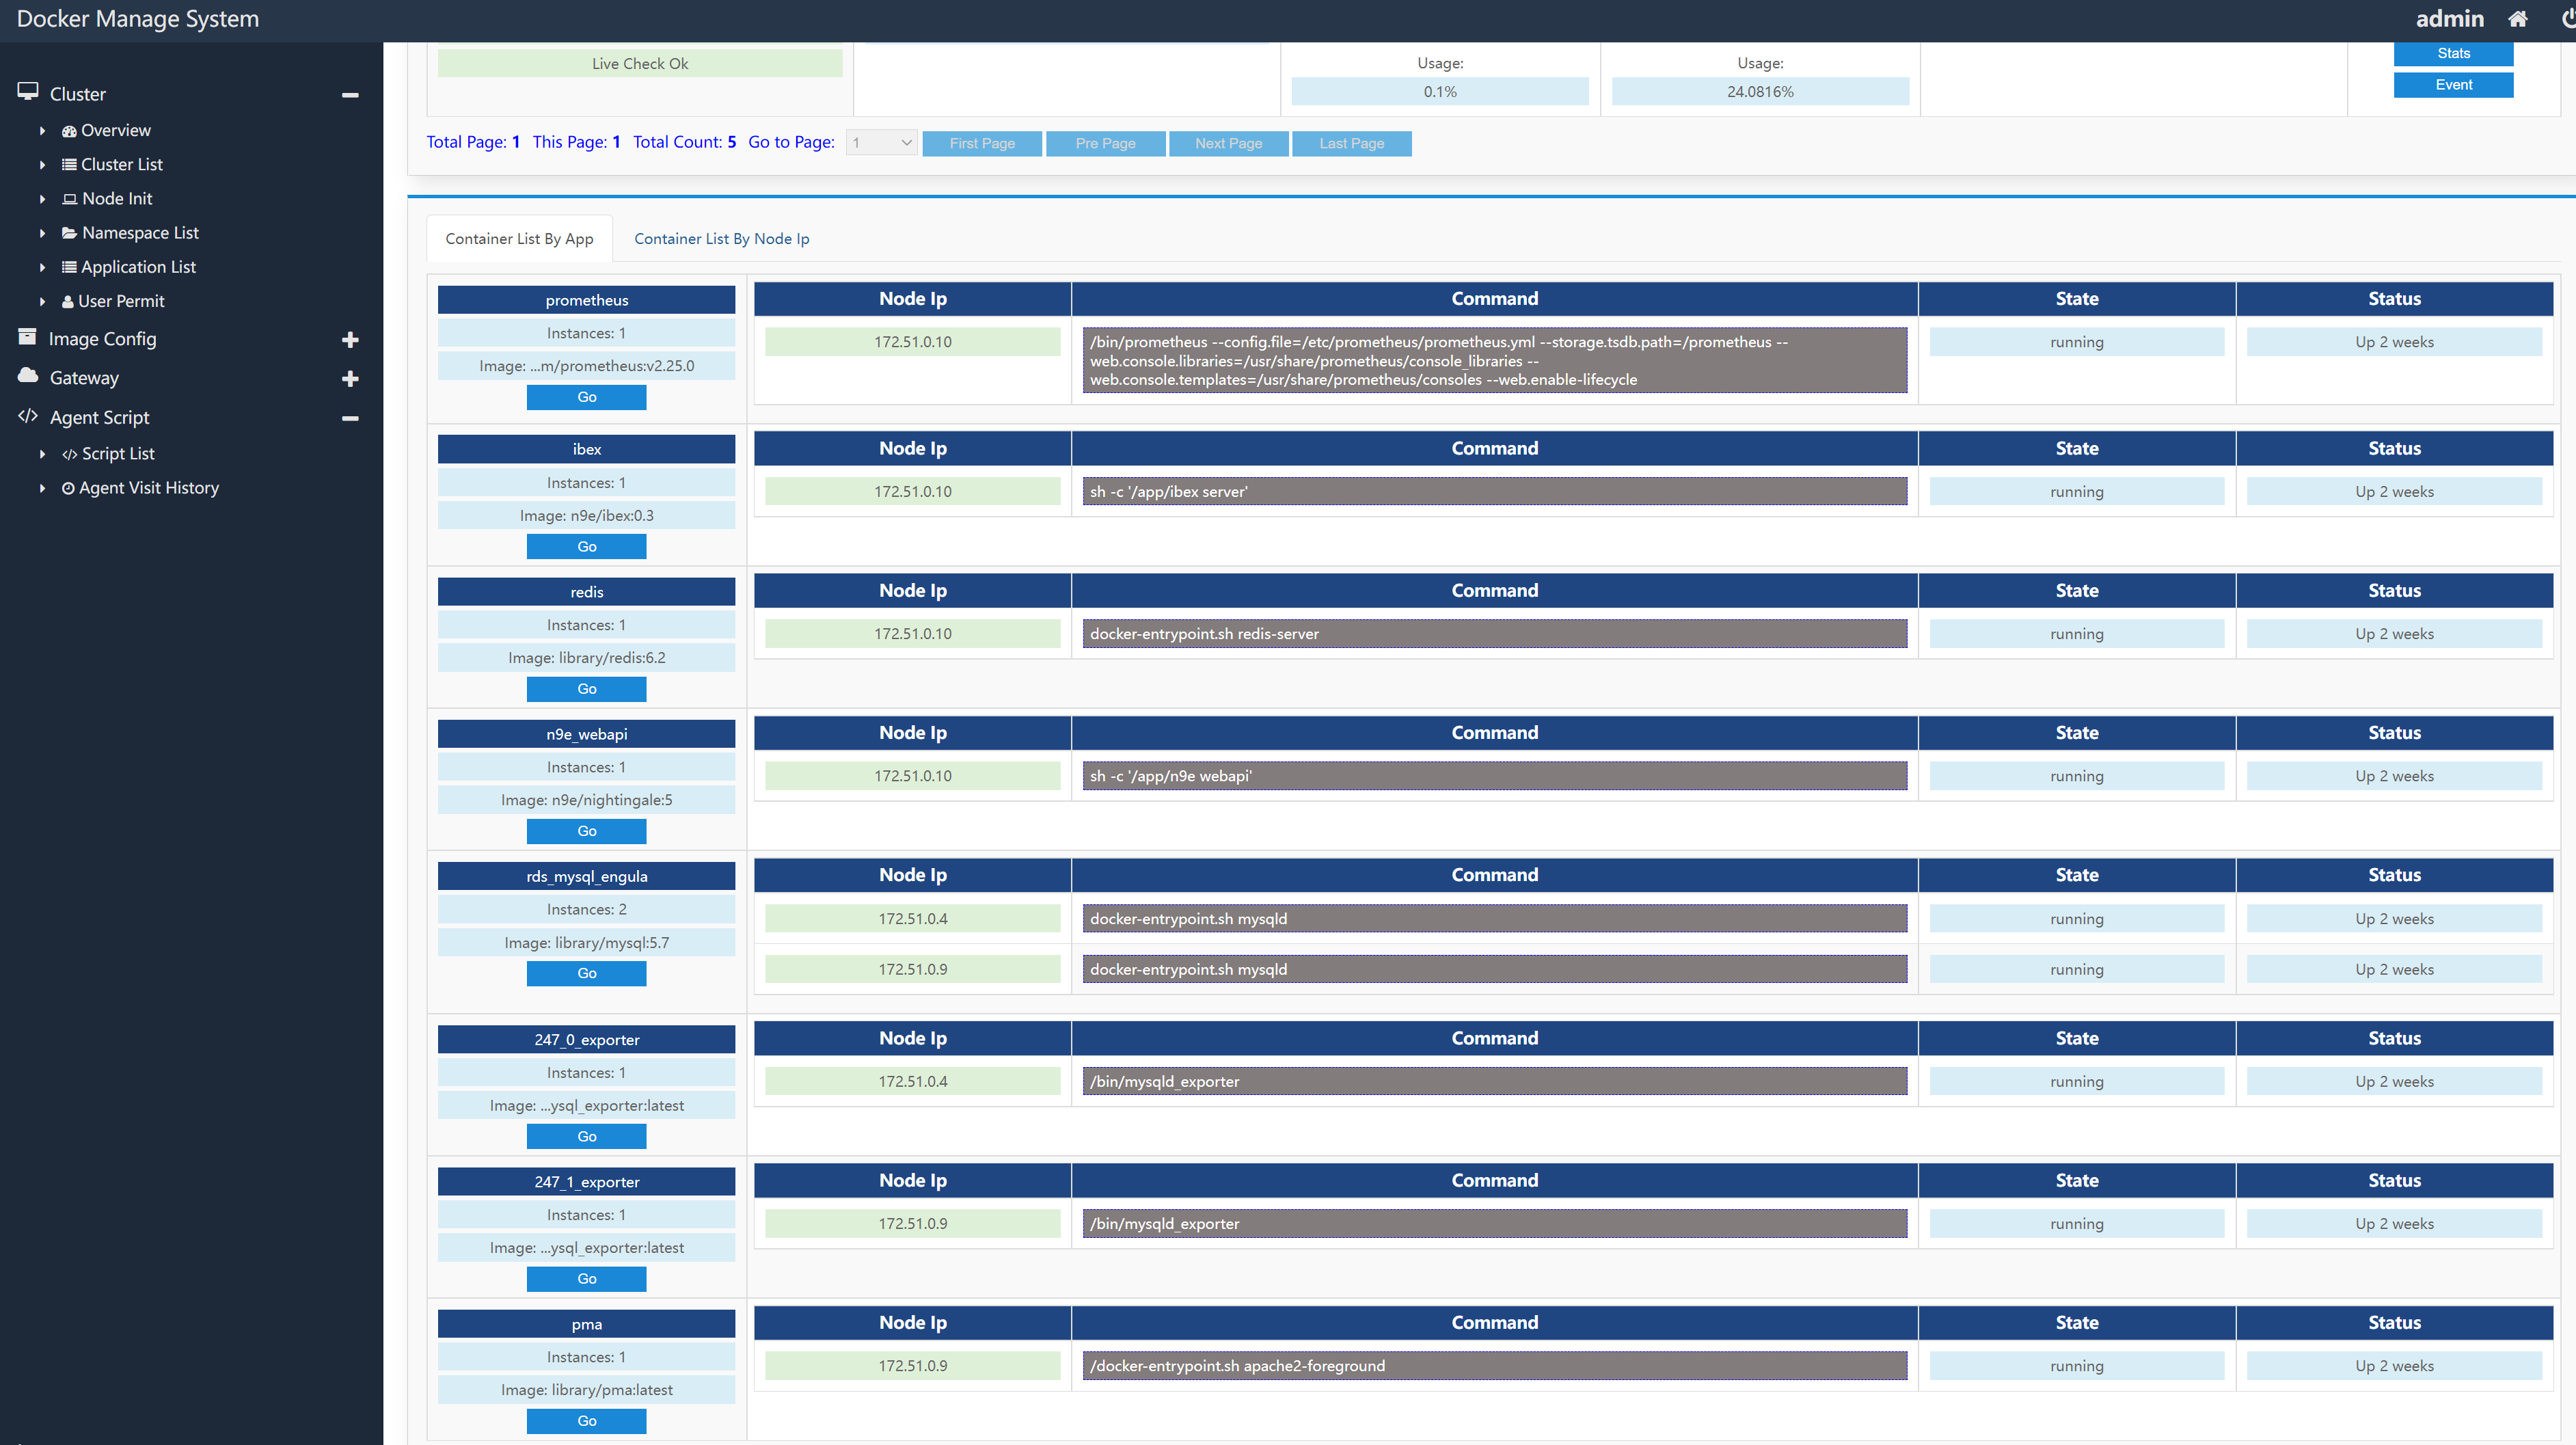 Docker Manage System
admin
Cluster
Overview
Cluster List
Node Init
Namespace List
Application List
User Permit
Image Config
Gateway
Agent Script
Script List
Agent Visit History
Live Check Ok
Usage:
0.1%
Usage:
24.0816%
Stats
Event
Total Page: 1 This Page: 1 Total Count: 5 Go to Page: 1 First Page Pre Page Next Page Last Page
Container List By App Container List By Node Ip
prometheus
Instances: 1
Image: ...m/prometheus:v2.25.0
Go
Node Ip Command State Status
172.51.0.10
/bin/prometheus --config.file=/etc/prometheus/prometheus.yml --storage.tsdb.path=/prometheus --
web.console.libraries=/usr/share/prometheus/console_libraries --
web.console.templates=/usr/share/prometheus/consoles --web.enable-lifecycle
running
Up 2 weeks
ibex
Instances: 1
Image: n9e/ibex:0.3
Go
Node Ip Command State Status
172.51.0.10 sh -c '/app/ibex server' running Up 2 weeks
redis
Instances: 1
Image: library/redis:6.2
Go
Node Ip Command State Status
172.51.0.10 docker-entrypoint.sh redis-server running Up 2 weeks
n9e_webapi
Instances: 1
Image: n9e/nightingale:5
Go
Node Ip Command State Status
172.51.0.10 sh -c '/app/n9e webapi' running Up 2 weeks
rds_mysql_engula
Instances: 2
Image: library/mysql:5.7
Go
Node Ip Command State Status
172.51.0.4 docker-entrypoint.sh mysqld running Up 2 weeks
172.51.0.9 docker-entrypoint.sh mysqld running Up 2 weeks
247_0_exporter
Instances: 1
Image: ...ysql_exporter:latest
Go
Node Ip Command State Status
172.51.0.4 /bin/mysqld_exporter running Up 2 weeks
247_1_exporter
Instances: 1
Image: ...ysql_exporter:latest
Go
Node Ip Command State Status
172.51.0.9 /bin/mysqld_exporter running Up 2 weeks
pma
Instances: 1
Image: library/pma:latest
Go
Node Ip Command State Status
172.51.0.9 /docker-entrypoint.sh apache2-foreground running Up 2 weeks